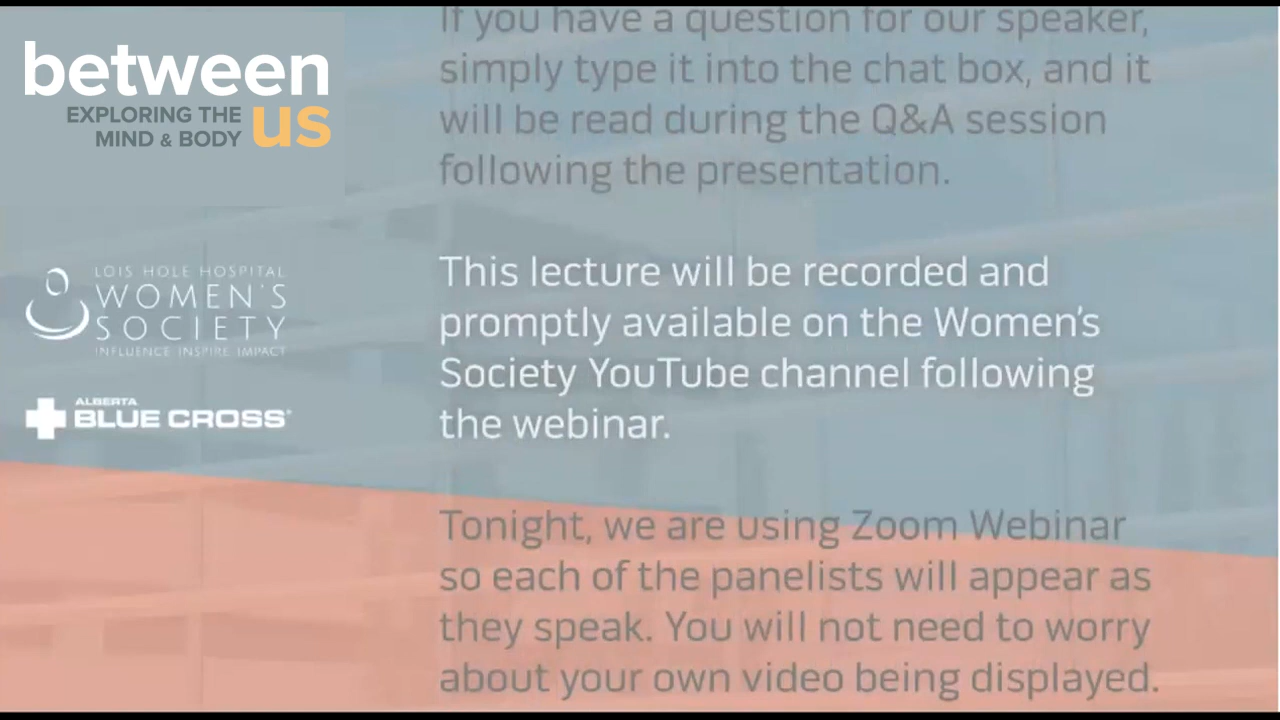 between
EXPLORING THE
MIND & BODY
us
LOIS HOLE HOSPITAL
WOMEN'S
SOCIETY
INFLUENCE INSPIRE IMPACT
ALBERTA
BLUE CROSS®
If you have a question for our speaker,
simply type it into the chat box, and it
will be read during the Q&A session
following the presentation.
This lecture will be recorded and
promptly available on the Women's
Society YouTube channel following
the webinar.
Tonight, we are using Zoom Webinar
so each of the panelists will appear as
they speak. You will not need to worry
about your own video being displayed.